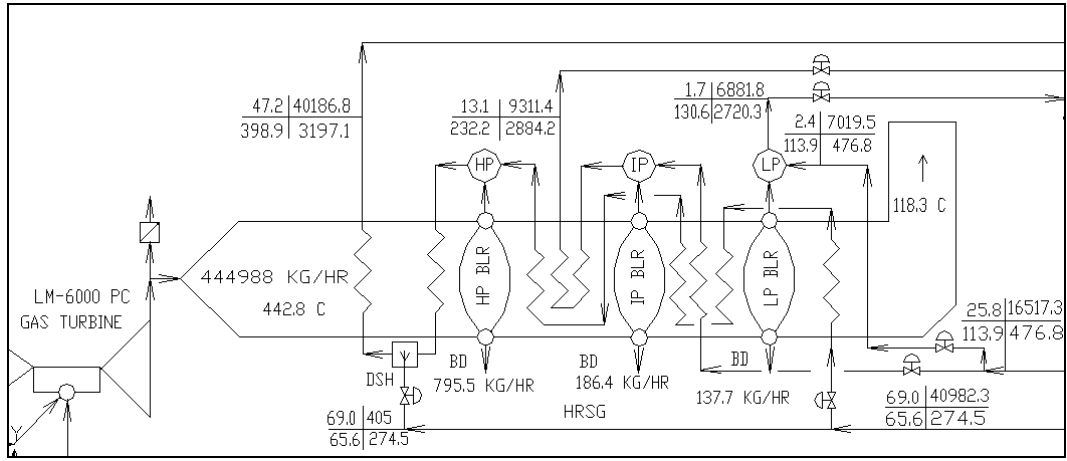 47.2 40186.8
398.9 3197.1
13.1 9311.4
232.2 2884.2
1.7 6881.8
130.6 2720.3
2.4 7019.5
113.9 476.8
HP
IP
LP
118.3 C
444988 KG/HR
442.8 C
HP BLR
IP BLR
LP BLR
LM-6000 PC
GAS TURBINE
25.8 16517.3
113.9 476.8
DSH
BD
795.5 KG/HR
BD
186.4 KG/HR
BD
137.7 KG/HR
HRSG
69.0 405
65.6 274.5
69.0 40982.3
65.6 274.5